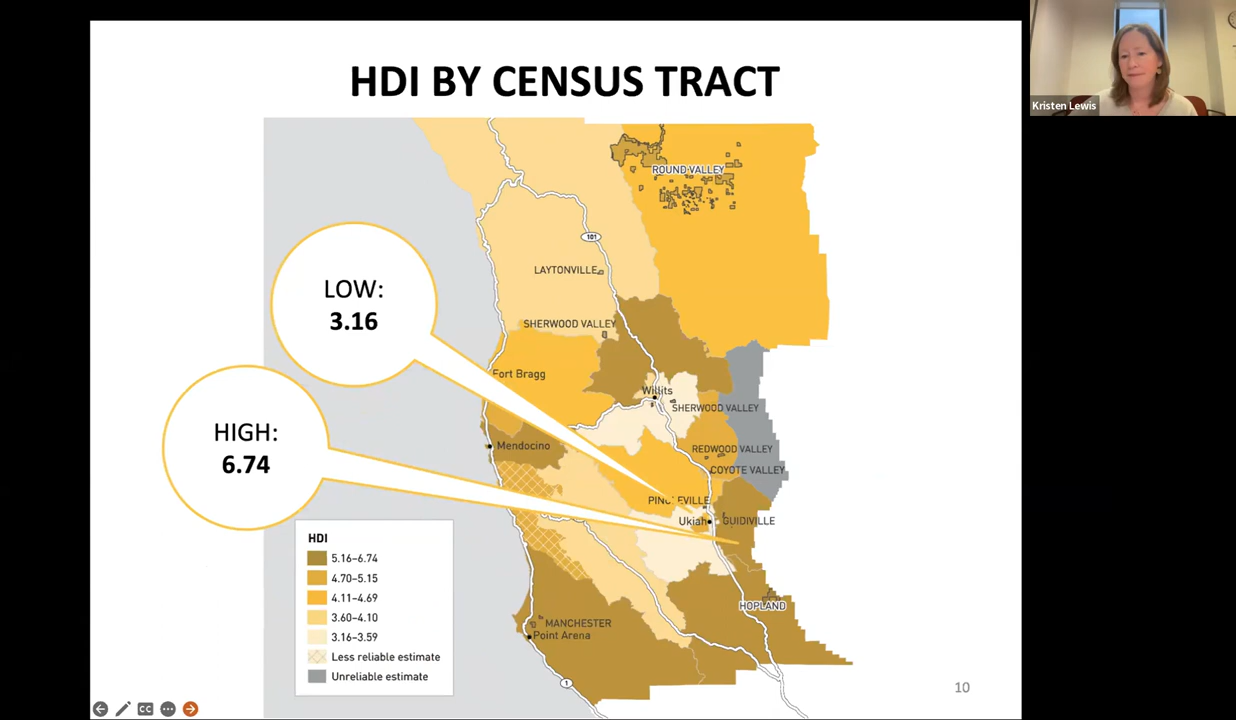 HDI BY CENSUS TRACT
Kristen Lewis
ROUND VALLEY
101
LAYTONVILLE
LOW:
3.16
SHERWOOD VALLEY
Fort Bragg
Willits
SHERWOOD VALLEY
HIGH:
6.74
Mendocino
REDWOOD VALLEY
COYOTE VALLEY
PINOLEVILLE
Ukiah
GUIDIVILLE
HDI
5.16–6.74
4.70–5.15
4.11–4.69
3.60–4.10
3.16–3.59
Less reliable estimate
Unreliable estimate
HOPLAND
MANCHESTER
Point Arena
1
10
CC